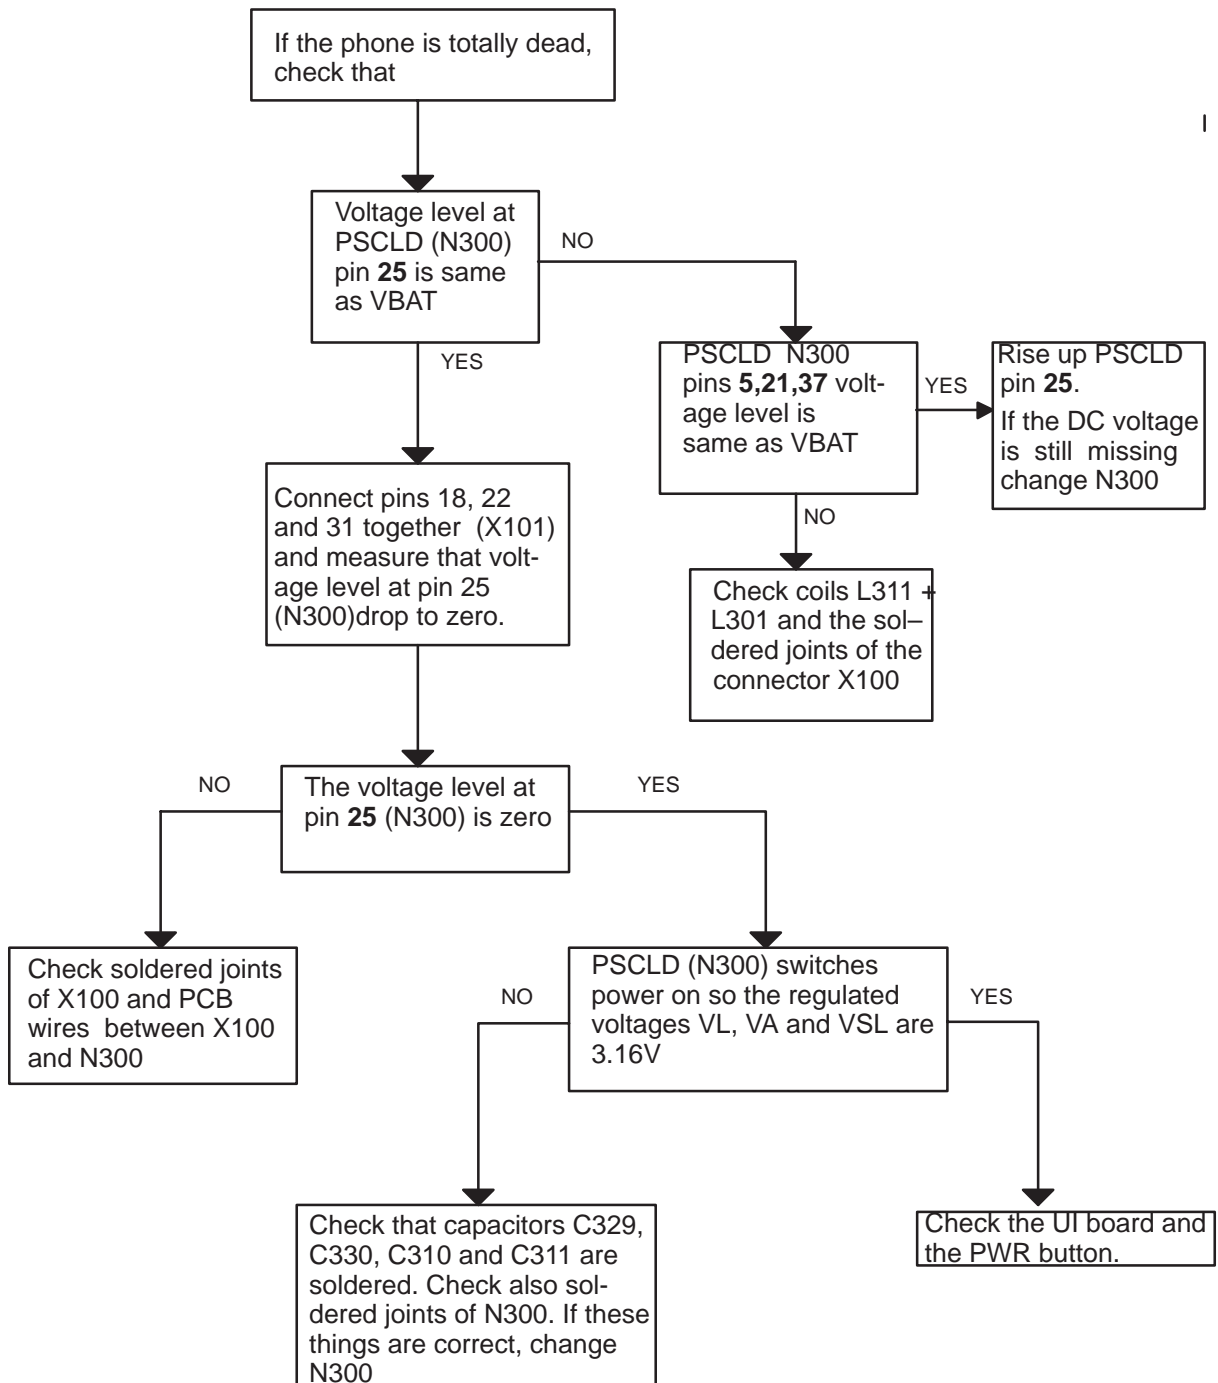 If the phone is totally dead,
check that
Voltage level at
PSCLD (N300)
pin 25 is same
as VBAT
NO
YES
PSCLD N300
pins 5,21,37 volt-
age level is
same as VBAT
YES
Rise up PSCLD
pin 25.
If the DC voltage
is still missing
change N300
NO
Check coils L311 +
L301 and the sol–
dered joints of the
connector X100
Connect pins 18, 22
and 31 together (X101)
and measure that volt-
age level at pin 25
(N300)drop to zero.
NO
The voltage level at
pin 25 (N300) is zero
YES
Check soldered joints
of X100 and PCB
wires between X100
and N300
NO
PSCLD (N300) switches
power on so the regulated
voltages VL, VA and VSL are
3.16V
YES
Check that capacitors C329,
C330, C310 and C311 are
soldered. Check also sol-
dered joints of N300. If these
things are correct, change
N300
Check the UI board and
the PWR button.